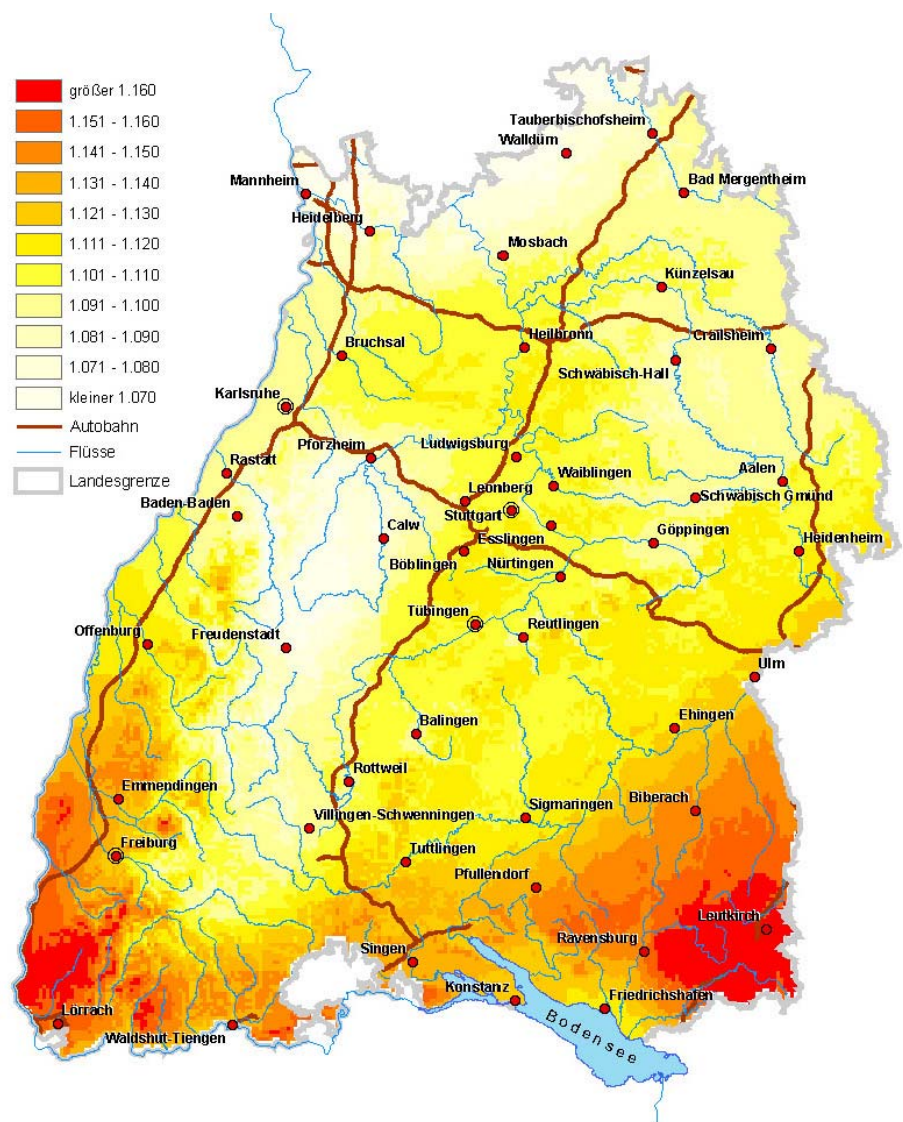 größer 1.160
1.151 - 1.160
1.141 - 1.150
1.131 - 1.140
1.121 - 1.130
1.111 - 1.120
1.101 - 1.110
1.091 - 1.100
1.081 - 1.090
1.071 - 1.080
kleiner 1.070
Autobahn
Flüsse
Landesgrenze
Tauberbischofsheim
Walldürn
Mannheim
Bad Mergentheim
Heidelberg
Mosbach
Künzelsau
Heilbronn
Crailsheim
Bruchsal
Schwäbisch-Hall
Karlsruhe
Pforzheim
Ludwigsburg
Rastatt
Waiblingen
Aalen
Leonberg
Schwäbisch Gmünd
Baden-Baden
Stuttgart
Calw
Göppingen
Esslingen
Heidenheim
Böblingen
Nürtingen
Tübingen
Offenburg
Freudenstadt
Reutlingen
Ulm
Ehingen
Balingen
Rottweil
Emmendingen
Sigmaringen
Biberach
Villingen-Schwenningen
Freiburg
Tuttlingen
Pfullendorf
Leutkirch
Ravensburg
Singen
Konstanz
Friedrichshafen
Lörrach
Bodensee
Waldshut-Tiengen